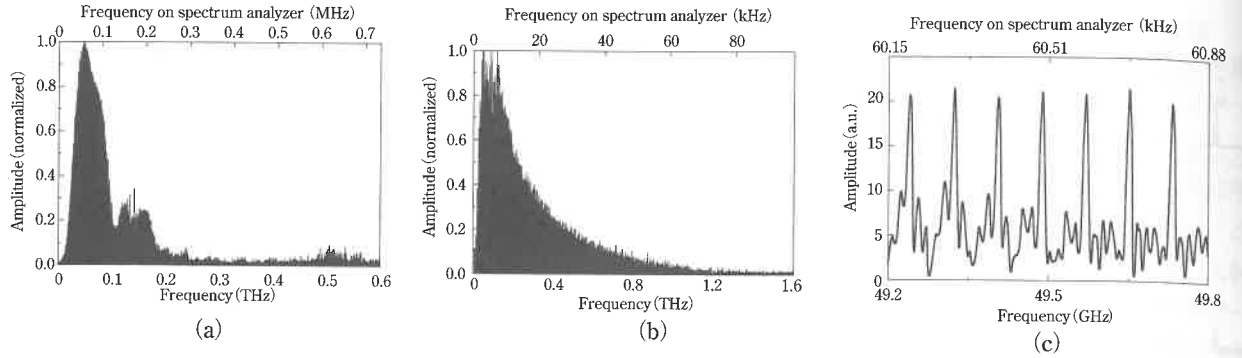 Frequency on spectrum analyzer (MHz)
0 0.1 0.2 0.3 0.4 0.5 0.6 0.7
1.0
0.8
0.6
0.4
0.2
0.0
Amplitude (normalized)
0 0.1 0.2 0.3 0.4 0.5 0.6
Frequency (THz)
(a)
Frequency on spectrum analyzer (kHz)
0 20 40 60 80
1.0
0.8
0.6
0.4
0.2
0.0
Amplitude (normalized)
0 0.4 0.8 1.2 1.6
Frequency (THz)
(b)
Frequency on spectrum analyzer (kHz)
60.15 60.51 60.88
20
15
10
5
0
Amplitude (a.u.)
49.2 49.5 49.8
Frequency (GHz)
(c)